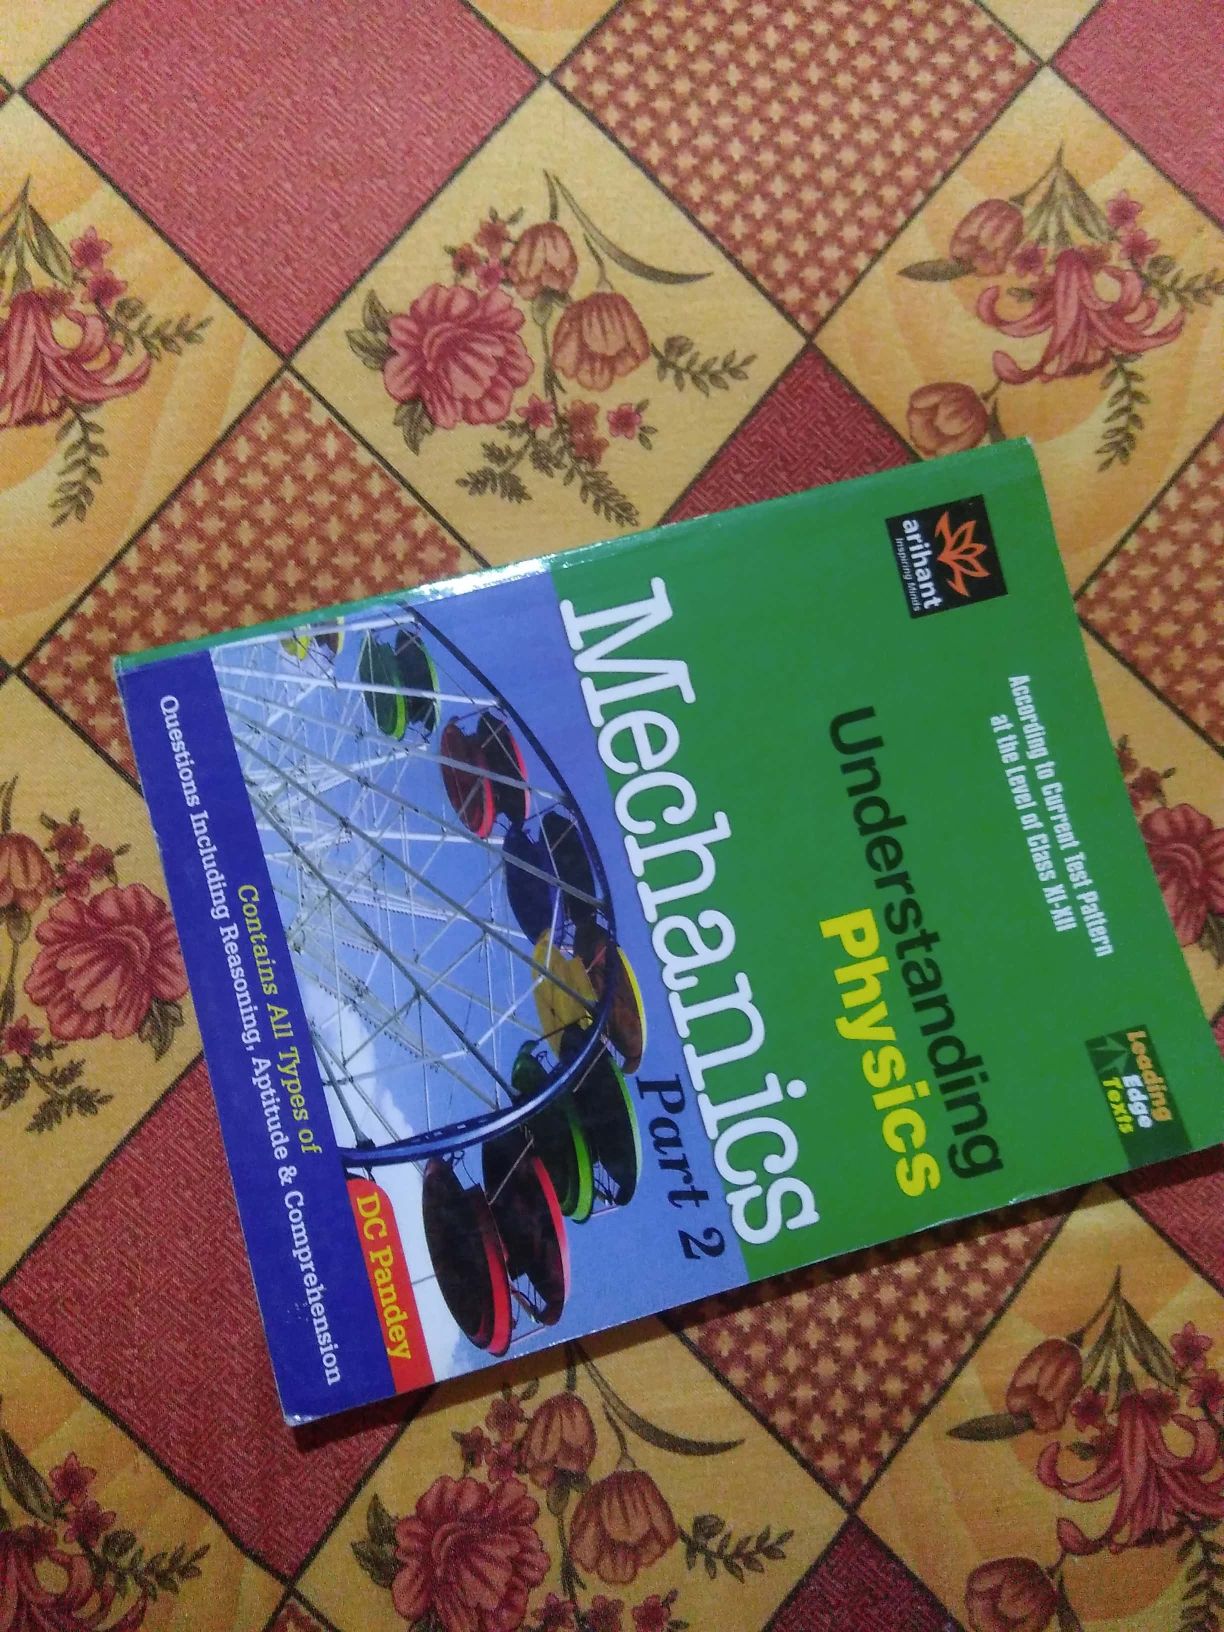 arihant
Inspiring Minds
According to Current Test Pattern
at the Level of Class XI-XII
Leading
Edge
Texts
Understanding
Physics
Mechanics
Part 2
DC Pandey
Contains All Types of
Questions Including Reasoning, Aptitude & Comprehension